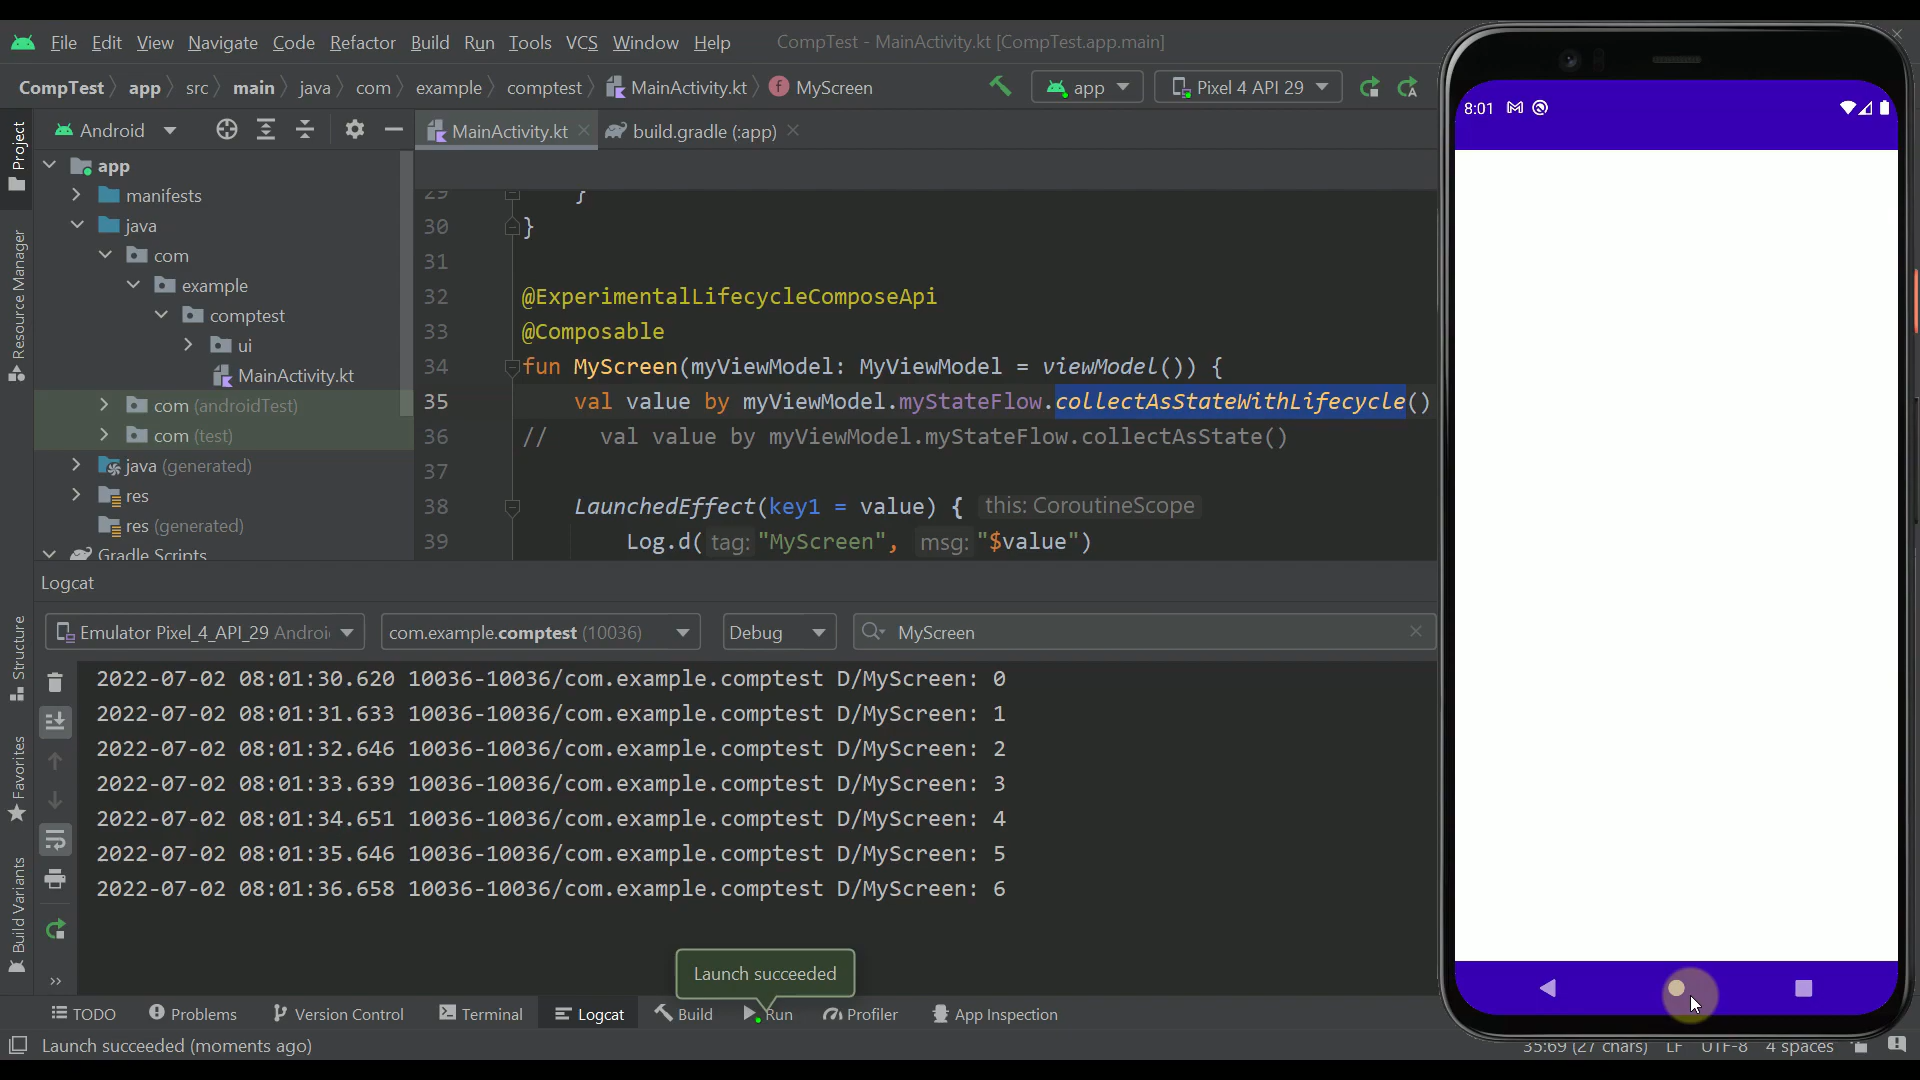 File Edit View Navigate Code Refactor Build Run Tools VCS Window Help CompTest - MainActivity.kt [CompTest.app.main]
CompTest app src main java com example comptest MainActivity.kt MyScreen app Pixel 4 API 29
8:01
Project
Android
MainActivity.kt build.gradle (:app)
app
manifests
java
com
example
comptest
ui
MainActivity.kt
com (androidTest)
com (test)
java (generated)
res
res (generated)
Gradle Scripts
Resource Manager
29 }
30 }
31
32 @ExperimentalLifecycleComposeApi
33 @Composable
34 fun MyScreen(myViewModel: MyViewModel = viewModel()) {
35 val value by myViewModel.myStateFlow.collectAsStateWithLifecycle()
36 // val value by myViewModel.myStateFlow.collectAsState()
37
38 LaunchedEffect(key1 = value) { this: CoroutineScope
39 Log.d( tag: "MyScreen", msg: "$value")
Logcat
Emulator Pixel_4_API_29 Androi com.example.comptest (10036) Debug MyScreen
2022-07-02 08:01:30.620 10036-10036/com.example.comptest D/MyScreen: 0
2022-07-02 08:01:31.633 10036-10036/com.example.comptest D/MyScreen: 1
2022-07-02 08:01:32.646 10036-10036/com.example.comptest D/MyScreen: 2
2022-07-02 08:01:33.639 10036-10036/com.example.comptest D/MyScreen: 3
2022-07-02 08:01:34.651 10036-10036/com.example.comptest D/MyScreen: 4
2022-07-02 08:01:35.646 10036-10036/com.example.comptest D/MyScreen: 5
2022-07-02 08:01:36.658 10036-10036/com.example.comptest D/MyScreen: 6
Structure
Favorites
Build Variants
Launch succeeded
TODO Problems Version Control Terminal Logcat Build Run Profiler App Inspection
Launch succeeded (moments ago) 35:69 (27 chars) LF UTF-8 4 spaces